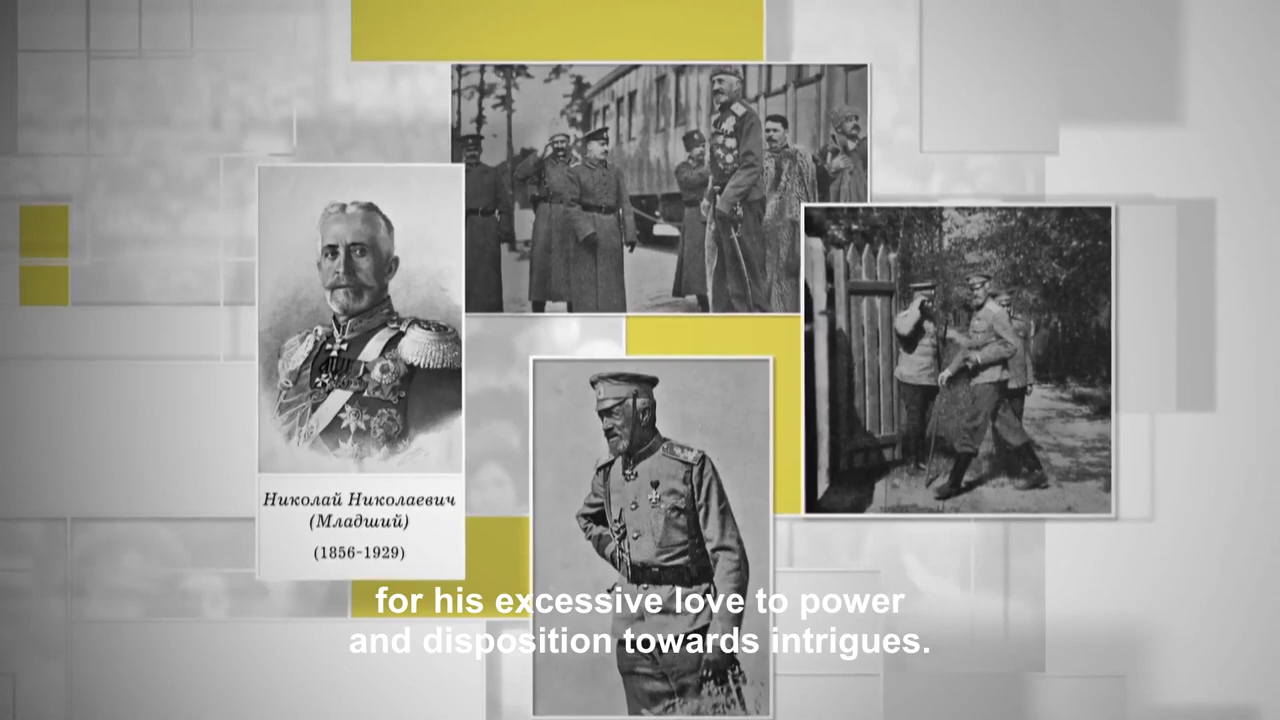 Николай Николаевич
(Младший)
(1856-1929)
for his excessive love to power
and disposition towards intrigues.